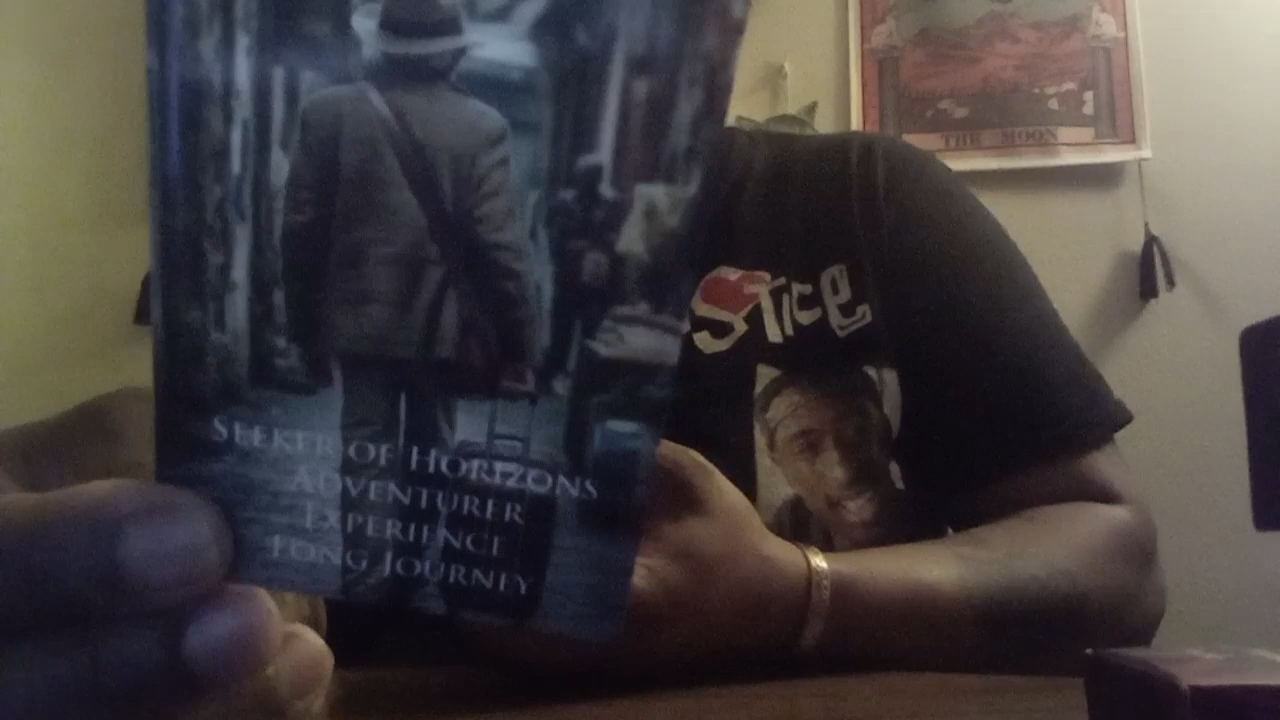 THE MOON
STICE
SEEKER OF HORIZONS
ADVENTURER
EXPERIENCE
LONG JOURNEY